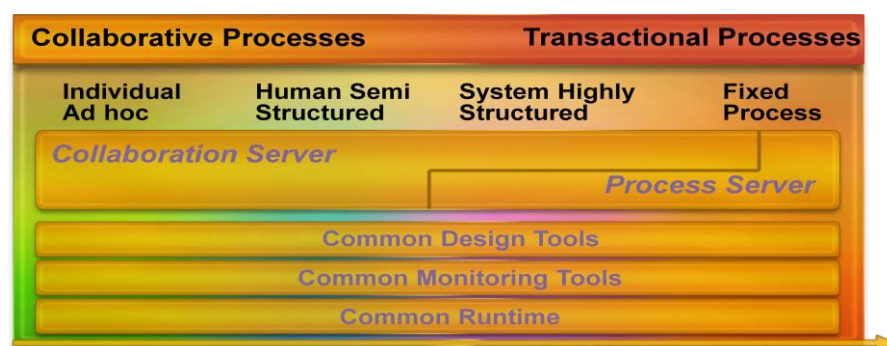 Collaborative Processes Transactional Processes
Individual Human Semi System Highly Fixed
Ad hoc Structured Structured Process
Collaboration Server
Process Server
Common Design Tools
Common Monitoring Tools
Common Runtime